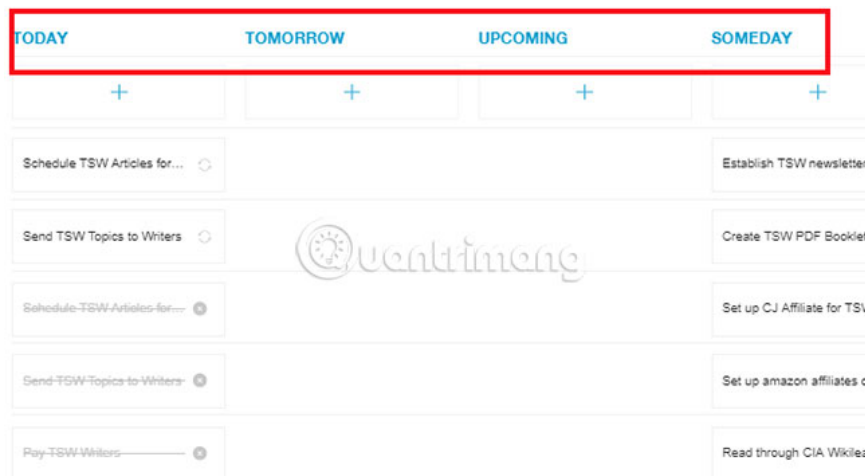 TODAY TOMORROW UPCOMING SOMEDAY
+ + + +
Schedule TSW Articles for... Establish TSW newsletter
Send TSW Topics to Writers Create TSW PDF Booklet
Quantrimang
Schedule TSW Articles for... Set up CJ Affiliate for TSW
Send TSW Topics to Writers Set up amazon affiliates
Pay TSW Writers Read through CIA